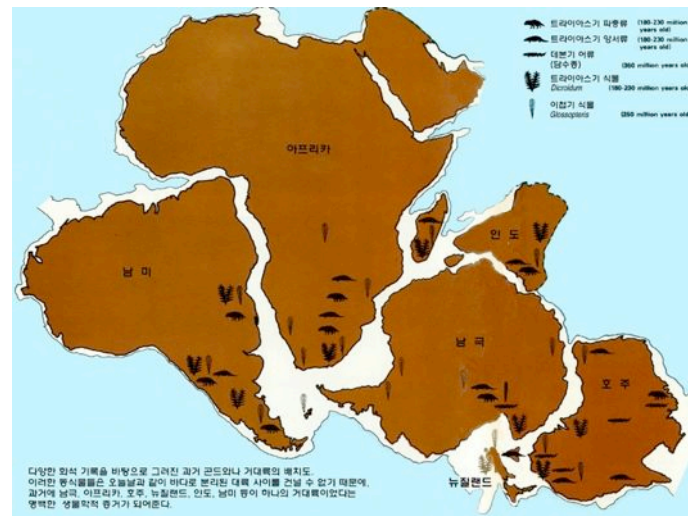 트라이아스기 파충류 (180-230 million years old)
트라이아스기 양서류 (180-230 million years old)
데본기 어류 (담수종) (350 million years old)
트라이아스기 식물 Dicroidum (180-230 million years old)
이첩기 식물 Glossopteris (250 million years old)
아프리카
인 도
남 미
남 극
호 주
뉴질랜드
다양한 화석 기록을 바탕으로 그려진 과거 곤드와나 거대륙의 배치도.
이러한 동식물들은 오늘날과 같이 바다로 분리된 대륙 사이를 건널 수 없기 때문에,
과거에 남극, 아프리카, 호주, 뉴질랜드, 인도, 남미 등이 하나의 거대륙이었다는
명백한 생물학적 증거가 되어준다.